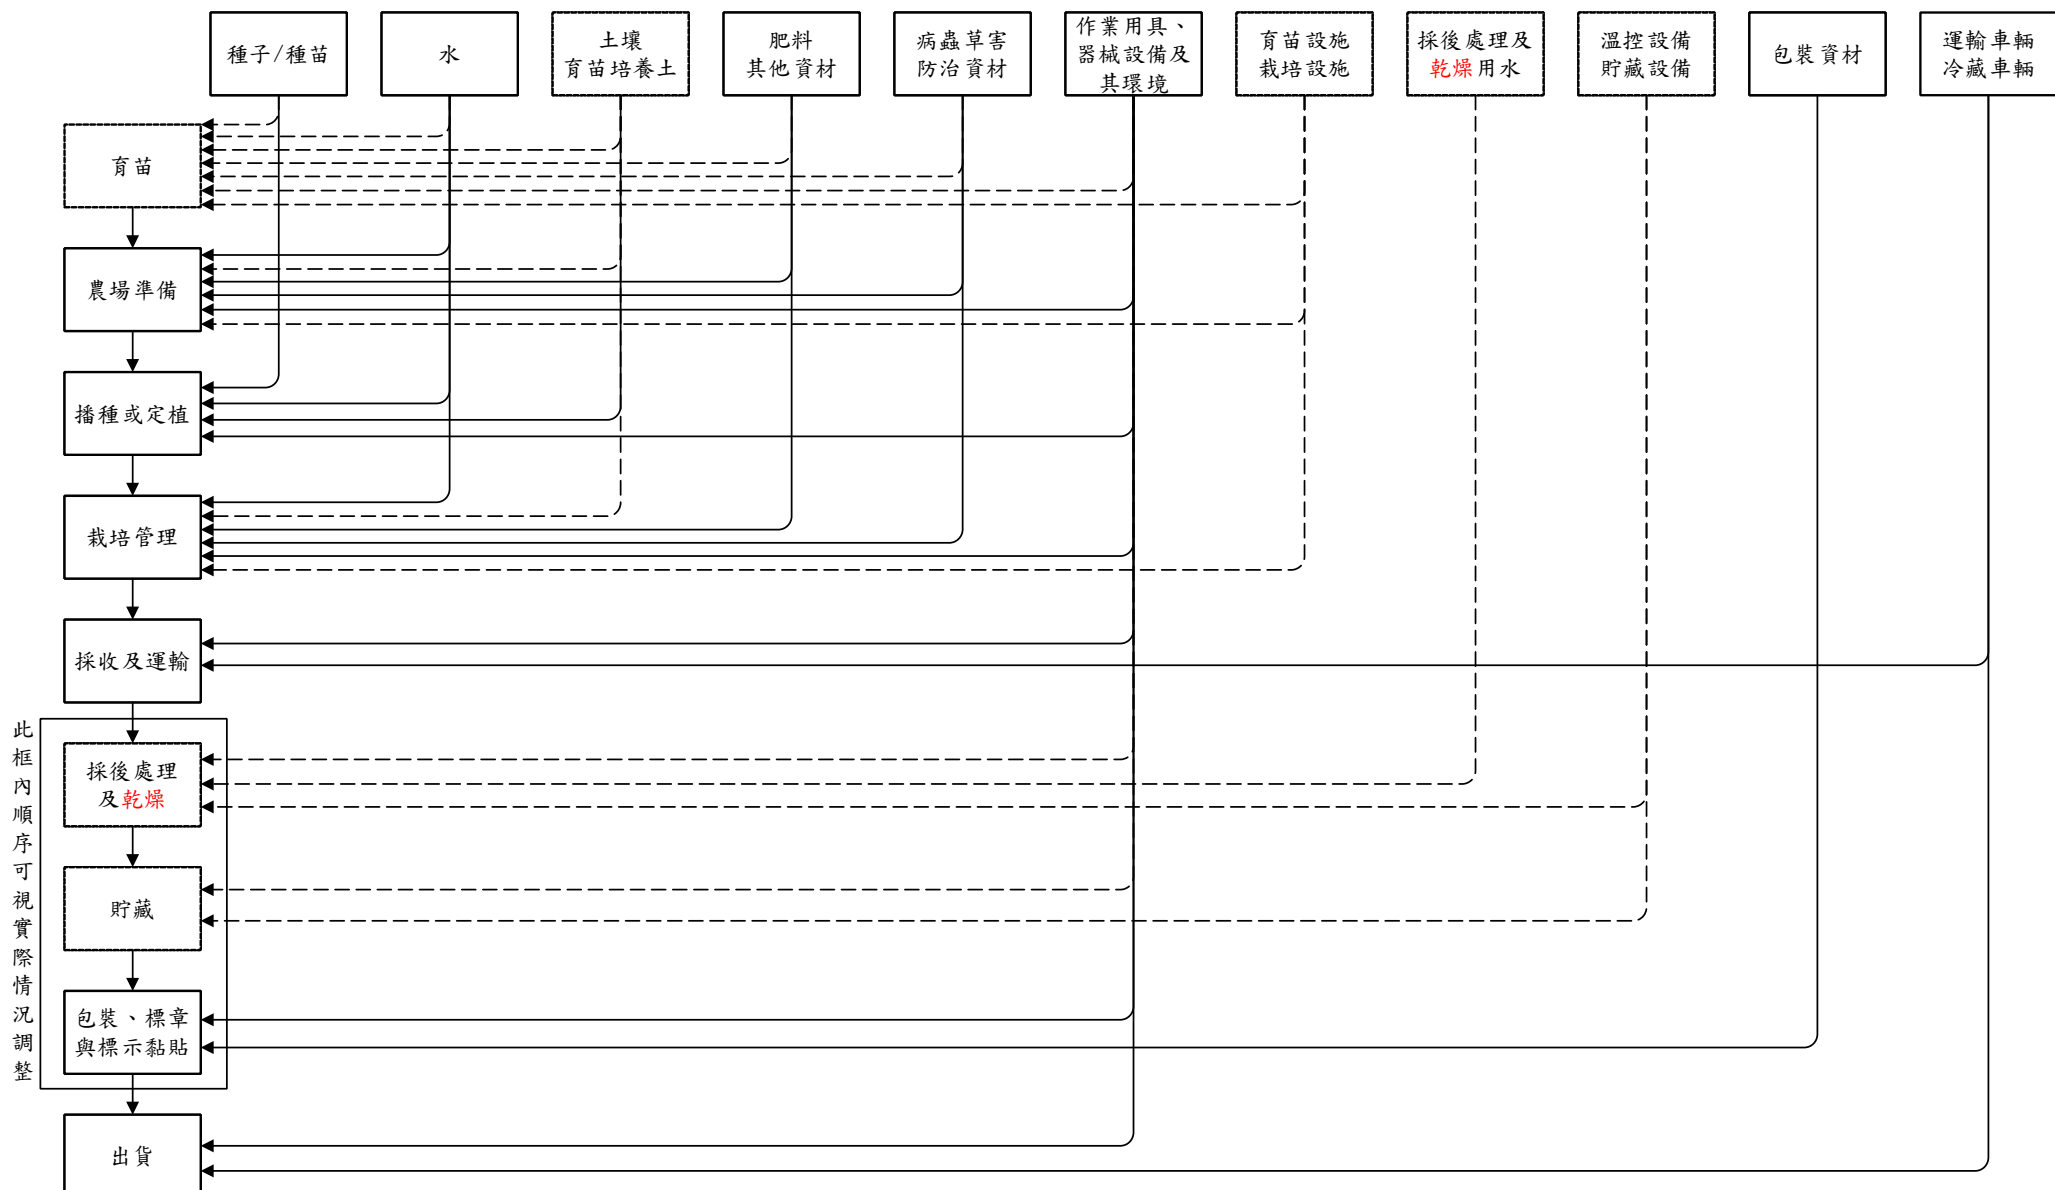 種子/種苗
水
土壤
育苗培養土
肥料
其他資材
病蟲草害
防治資材
作業用具、
器械設備及
其環境
育苗設施
栽培設施
採後處理及
乾燥用水
溫控設備
貯藏設備
包裝資材
運輸車輛
冷藏車輛
育苗
農場準備
播種或定植
栽培管理
採收及運輸
此框內順序可視實際情況調整
採後處理
及乾燥
貯藏
包裝、標章
與標示黏貼
出貨